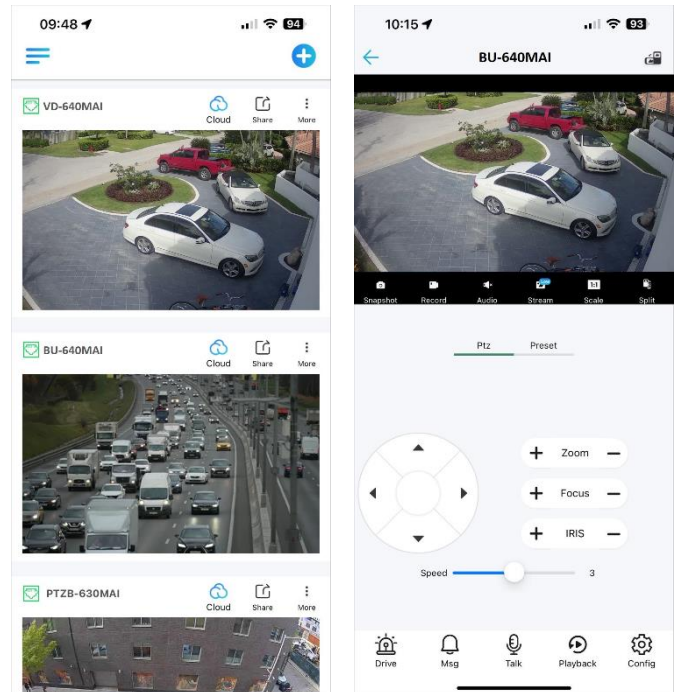 09:48
94
VD-640MAI
Cloud
Share
More
BU-640MAI
Cloud
Share
More
PTZB-630MAI
Cloud
Share
More
10:15
93
BU-640MAI
Snapshot
Record
Audio
Stream
1:1
Scale
Split
Ptz
Preset
+ Zoom −
+ Focus −
+ IRIS −
Speed
3
Drive
Msg
Talk
Playback
Config